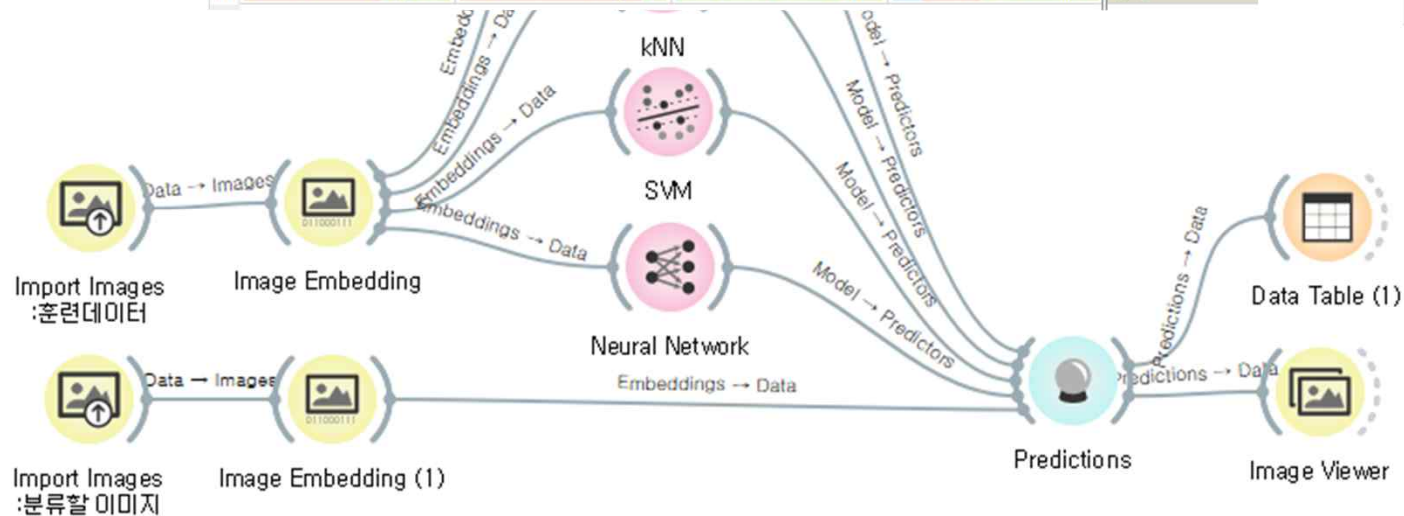 kNN
Embeddings → Data
Model → Predictors
Model → Predictors
Embeddings → Data
Model → Predictors
Data → Images
SVM
Embeddings → Data
Predictions → Data
Import Images
:훈련데이터
Image Embedding
Model → Predictors
Data Table (1)
Neural Network
Data → Images
Embeddings → Data
Predictions → Data
Import Images
:분류할 이미지
Image Embedding (1)
Predictions
Image Viewer